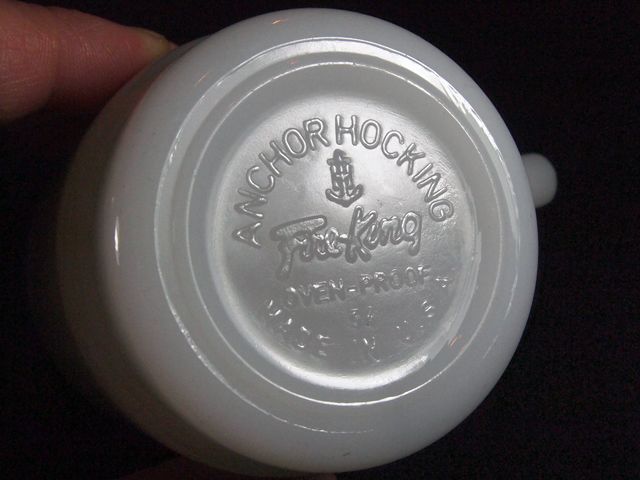 ANCHOR HOCKING
Fire-King
OVEN-PROOF
MADE IN U.S.A.